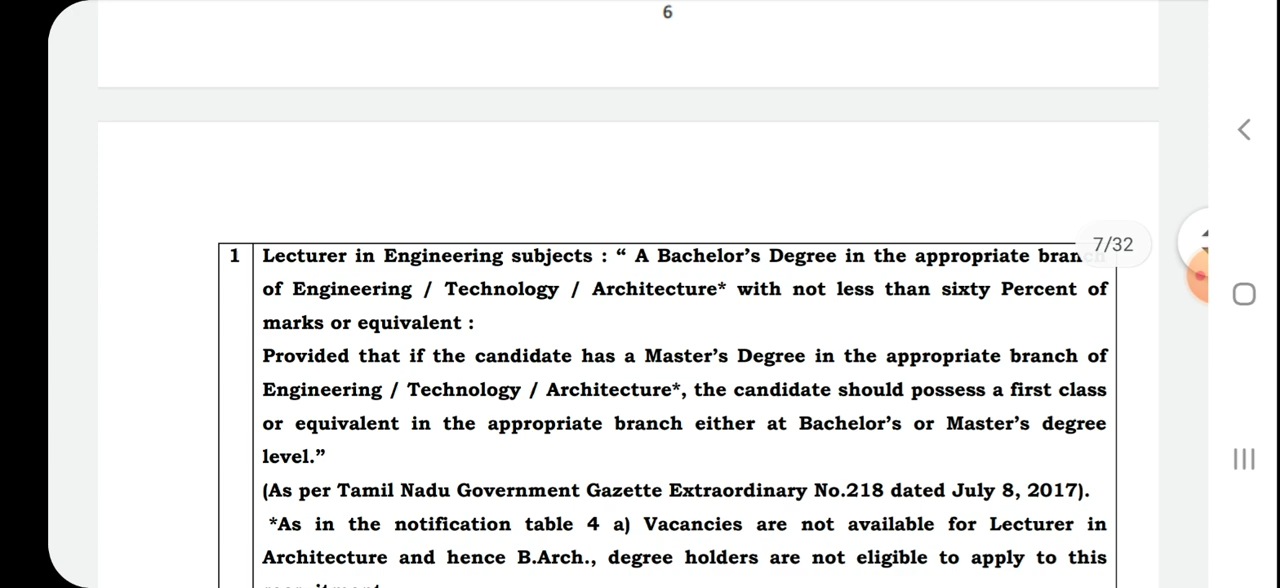 6
7/32
1 Lecturer in Engineering subjects : “ A Bachelor’s Degree in the appropriate branch
of Engineering / Technology / Architecture* with not less than sixty Percent of
marks or equivalent :
Provided that if the candidate has a Master’s Degree in the appropriate branch of
Engineering / Technology / Architecture*, the candidate should possess a first class
or equivalent in the appropriate branch either at Bachelor’s or Master’s degree
level.”
(As per Tamil Nadu Government Gazette Extraordinary No.218 dated July 8, 2017).
*As in the notification table 4 a) Vacancies are not available for Lecturer in
Architecture and hence B.Arch., degree holders are not eligible to apply to this